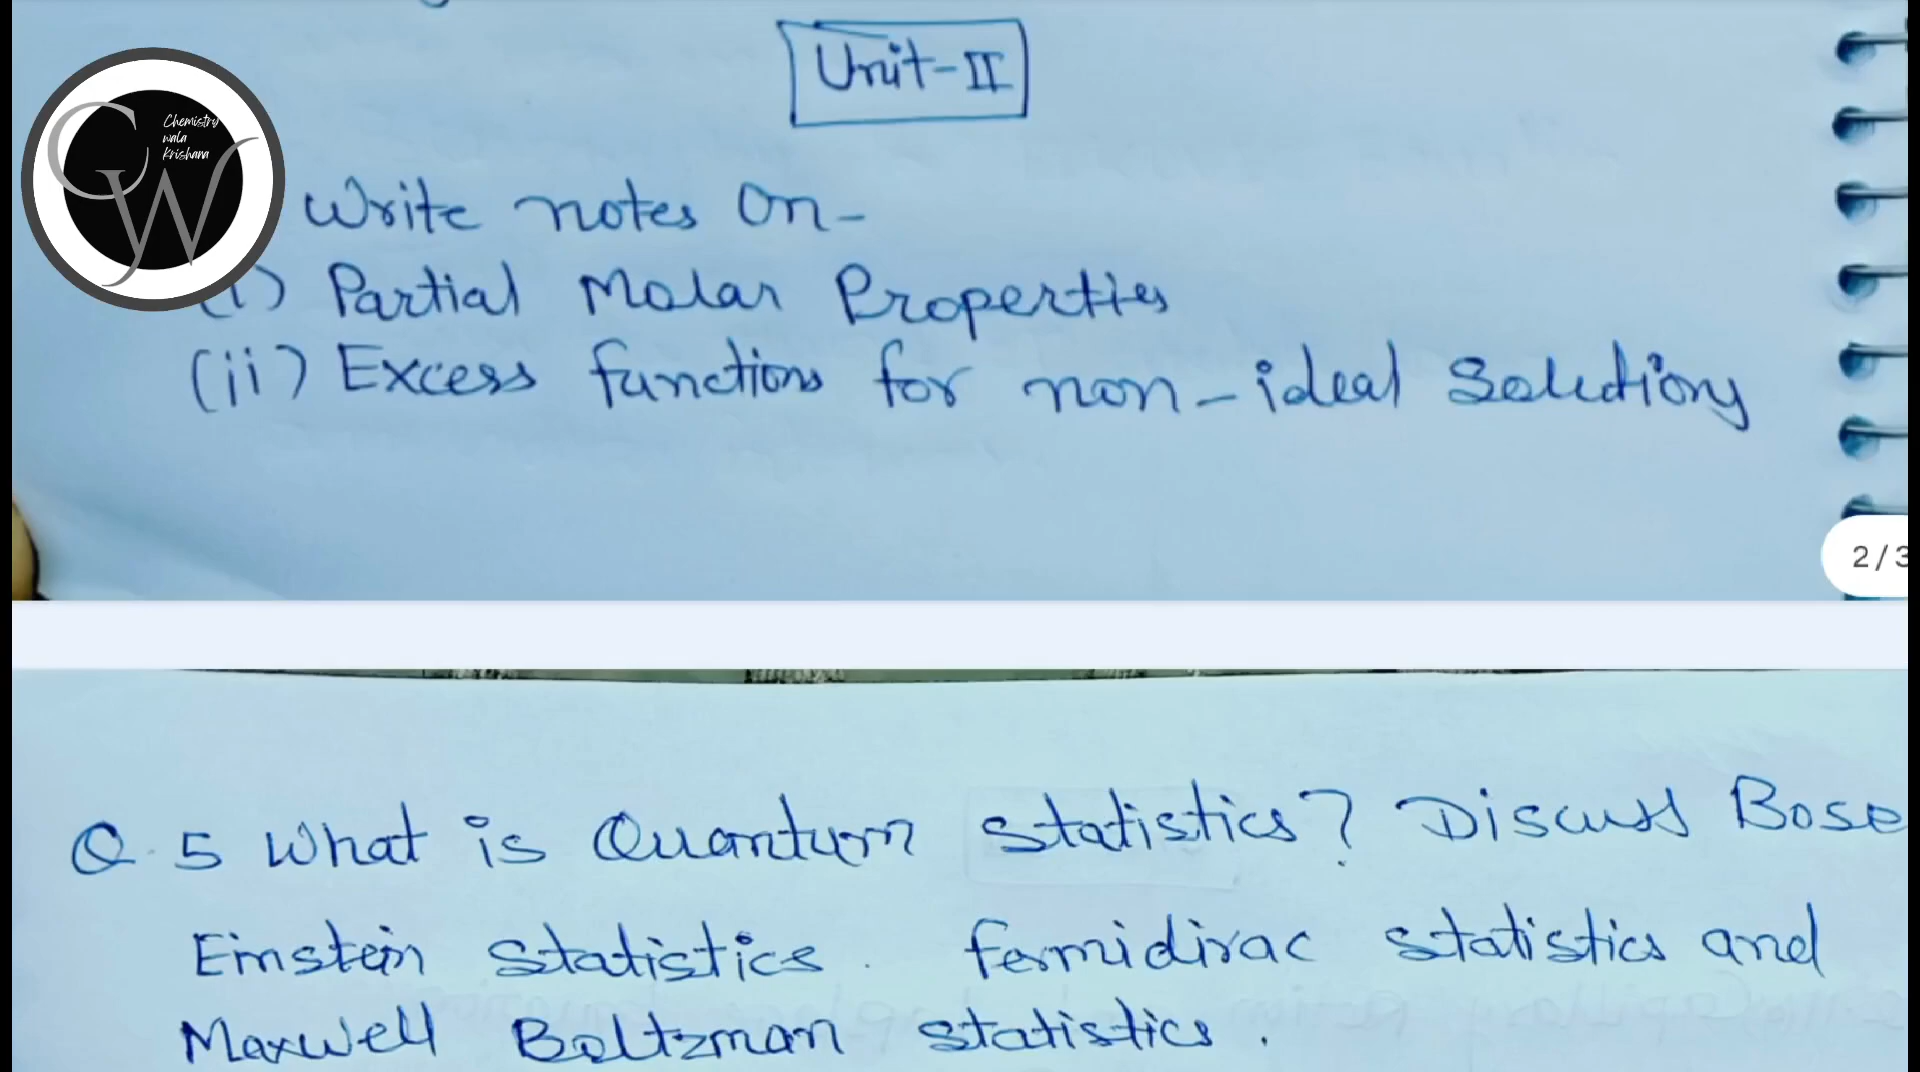 Unit-II
Chemistry
wala
Krishana
CW
Write notes on-
(i) Partial Molar Properties
(ii) Excess functions for non-ideal Solutions
2/3
Q.5 What is Quantum statistics? Discuss Bose
Einstein statistics. fermidirac statistics and
Maxwell Boltzman statistics.